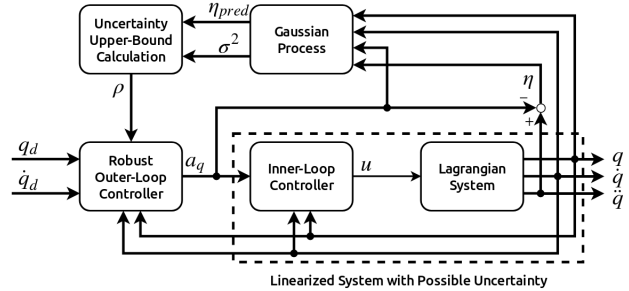 Uncertainty
Upper-Bound
Calculation
η_pred
σ²
Gaussian
Process
η
−
+
ρ
q_d
q̇_d
Robust
Outer-Loop
Controller
a_q
Inner-Loop
Controller
u
Lagrangian
System
q
q̇
q̈
Linearized System with Possible Uncertainty